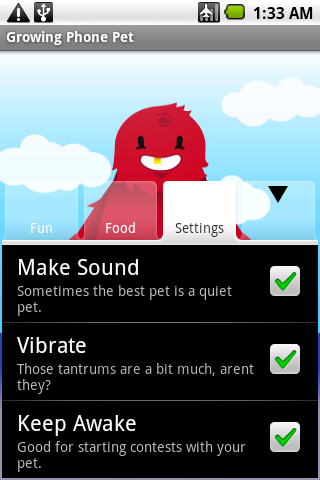 1:33 AM
Growing Phone Pet
Fun
Food
Settings
Make Sound
Sometimes the best pet is a quiet
pet.
Vibrate
Those tantrums are a bit much, arent
they?
Keep Awake
Good for starting contests with your
pet.